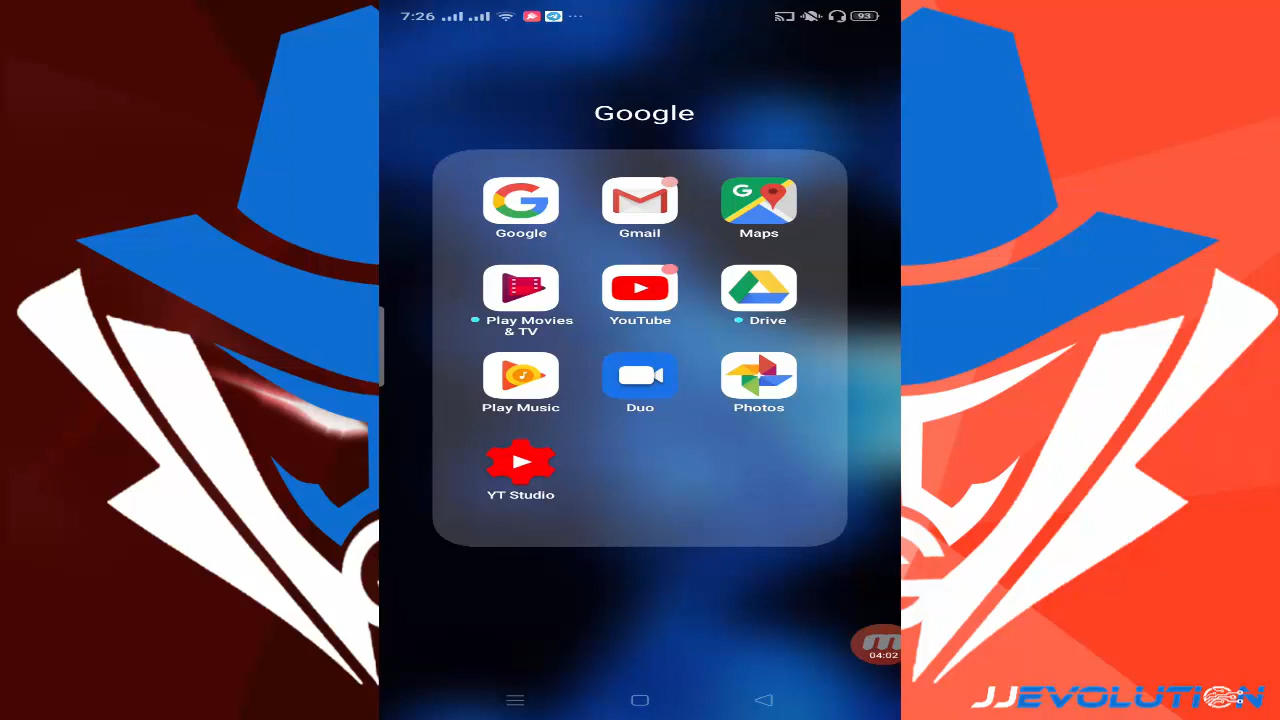 7:26
93
Google
Google Gmail Maps
Play Movies & TV YouTube Drive
Play Music Duo Photos
YT Studio
04:02
JJEVOLUTION